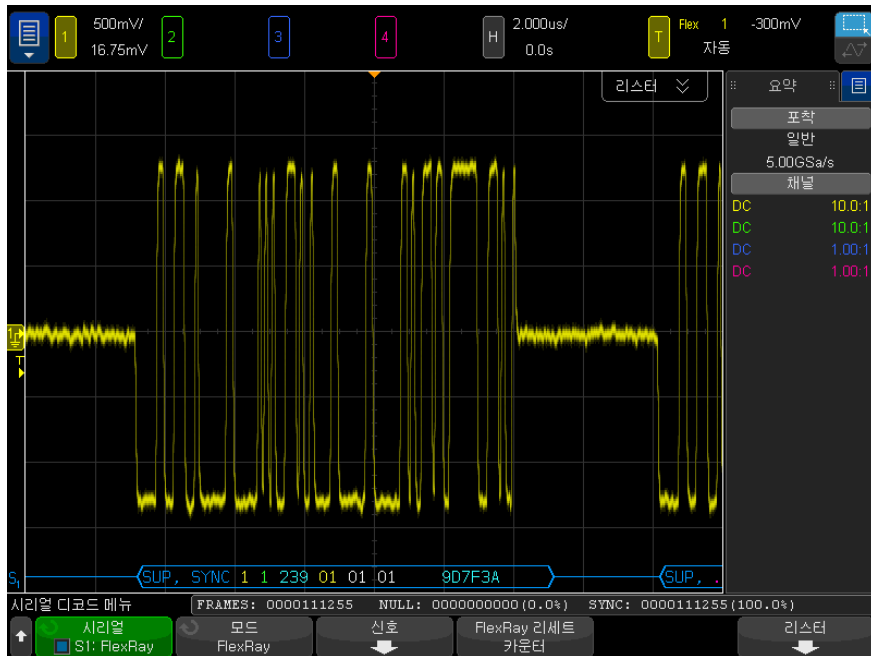 1 500mV/ 2 3 4 H 2.000us/ T Flex 1 -300mV
16.75mV 0.0s 자동
리스터
요약
포착
일반
5.00GSa/s
채널
DC 10.0:1
DC 10.0:1
DC 1.00:1
DC 1.00:1
1
T
S1 SUP, SYNC 1 1 239 01 01 01 9D7F3A SUP, .
시리얼 디코드 메뉴 FRAMES: 0000111255 NULL: 0000000000(0.0%) SYNC: 0000111255(100.0%)
시리얼 모드 신호 FlexRay 리세트 리스터
S1: FlexRay FlexRay 카운터